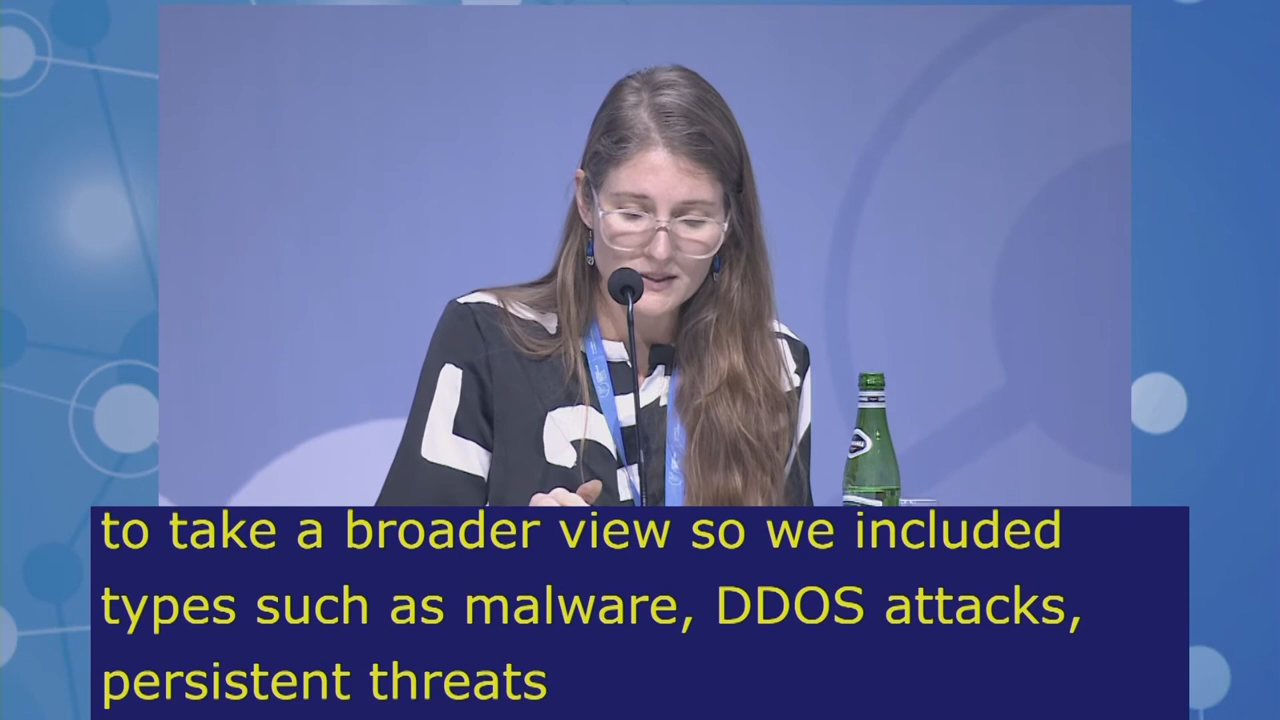 to take a broader view so we included
types such as malware, DDOS attacks,
persistent threats